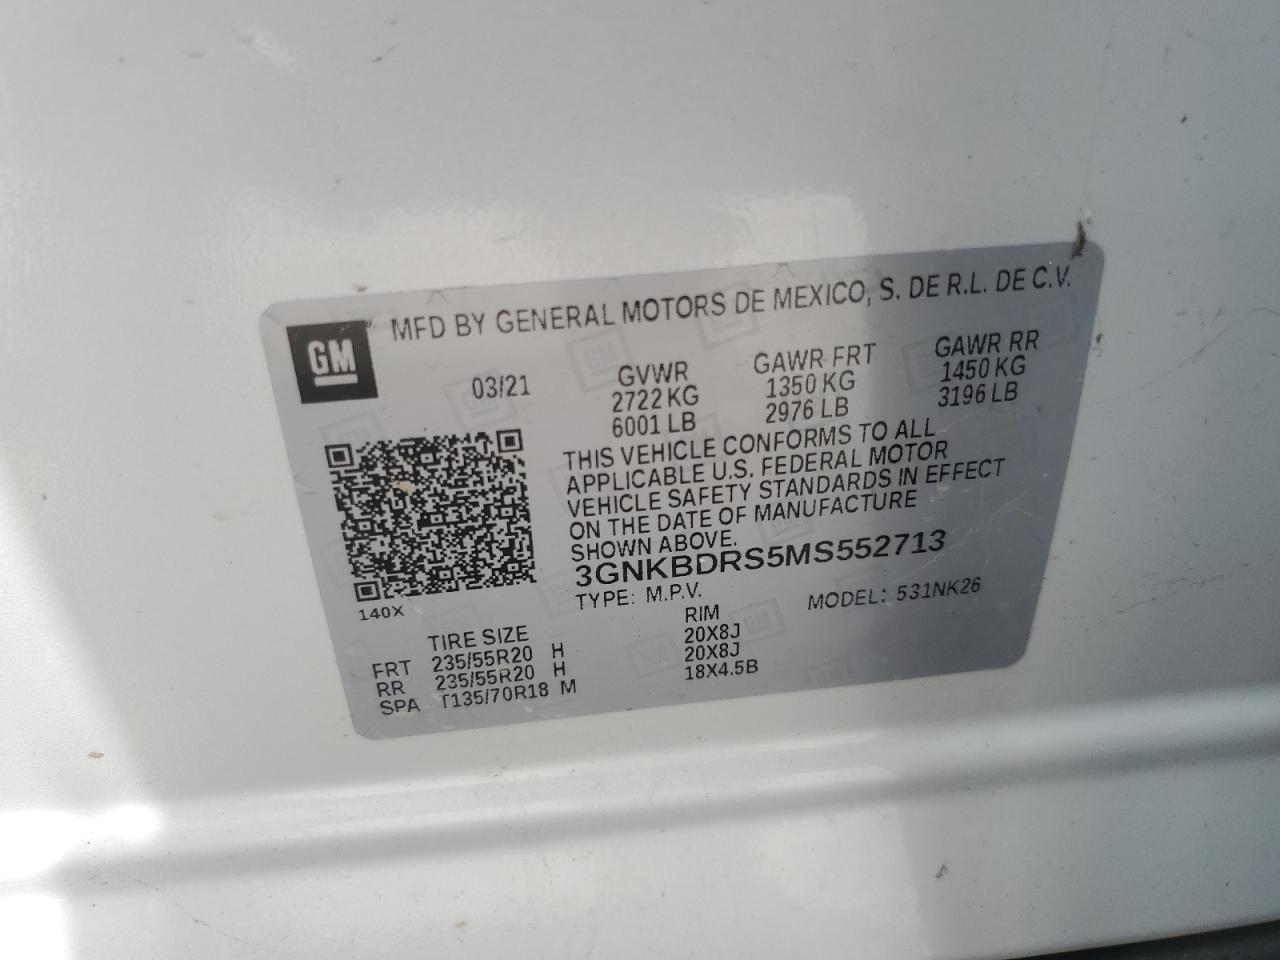 MFD BY GENERAL MOTORS DE MEXICO, S. DE R.L. DE C.V.
GM
03/21
GVWR
2722 KG
6001 LB
GAWR FRT
1350 KG
2976 LB
GAWR RR
1450 KG
3196 LB
THIS VEHICLE CONFORMS TO ALL
APPLICABLE U.S. FEDERAL MOTOR
VEHICLE SAFETY STANDARDS IN EFFECT
ON THE DATE OF MANUFACTURE
SHOWN ABOVE.
3GNKBDRS5MS552713
TYPE: M.P.V. MODEL: 531NK26
140X
TIRE SIZE RIM
FRT 235/55R20 H 20X8J
RR 235/55R20 H 20X8J
SPA T135/70R18 M 18X4.5B